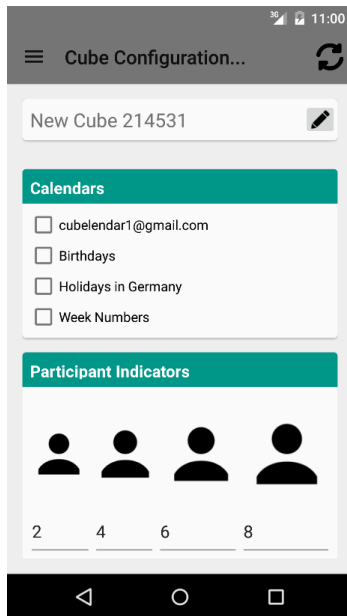 3G 11:00
Cube Configuration...
New Cube 214531
Calendars
cubelendar1@gmail.com
Birthdays
Holidays in Germany
Week Numbers
Participant Indicators
2 4 6 8